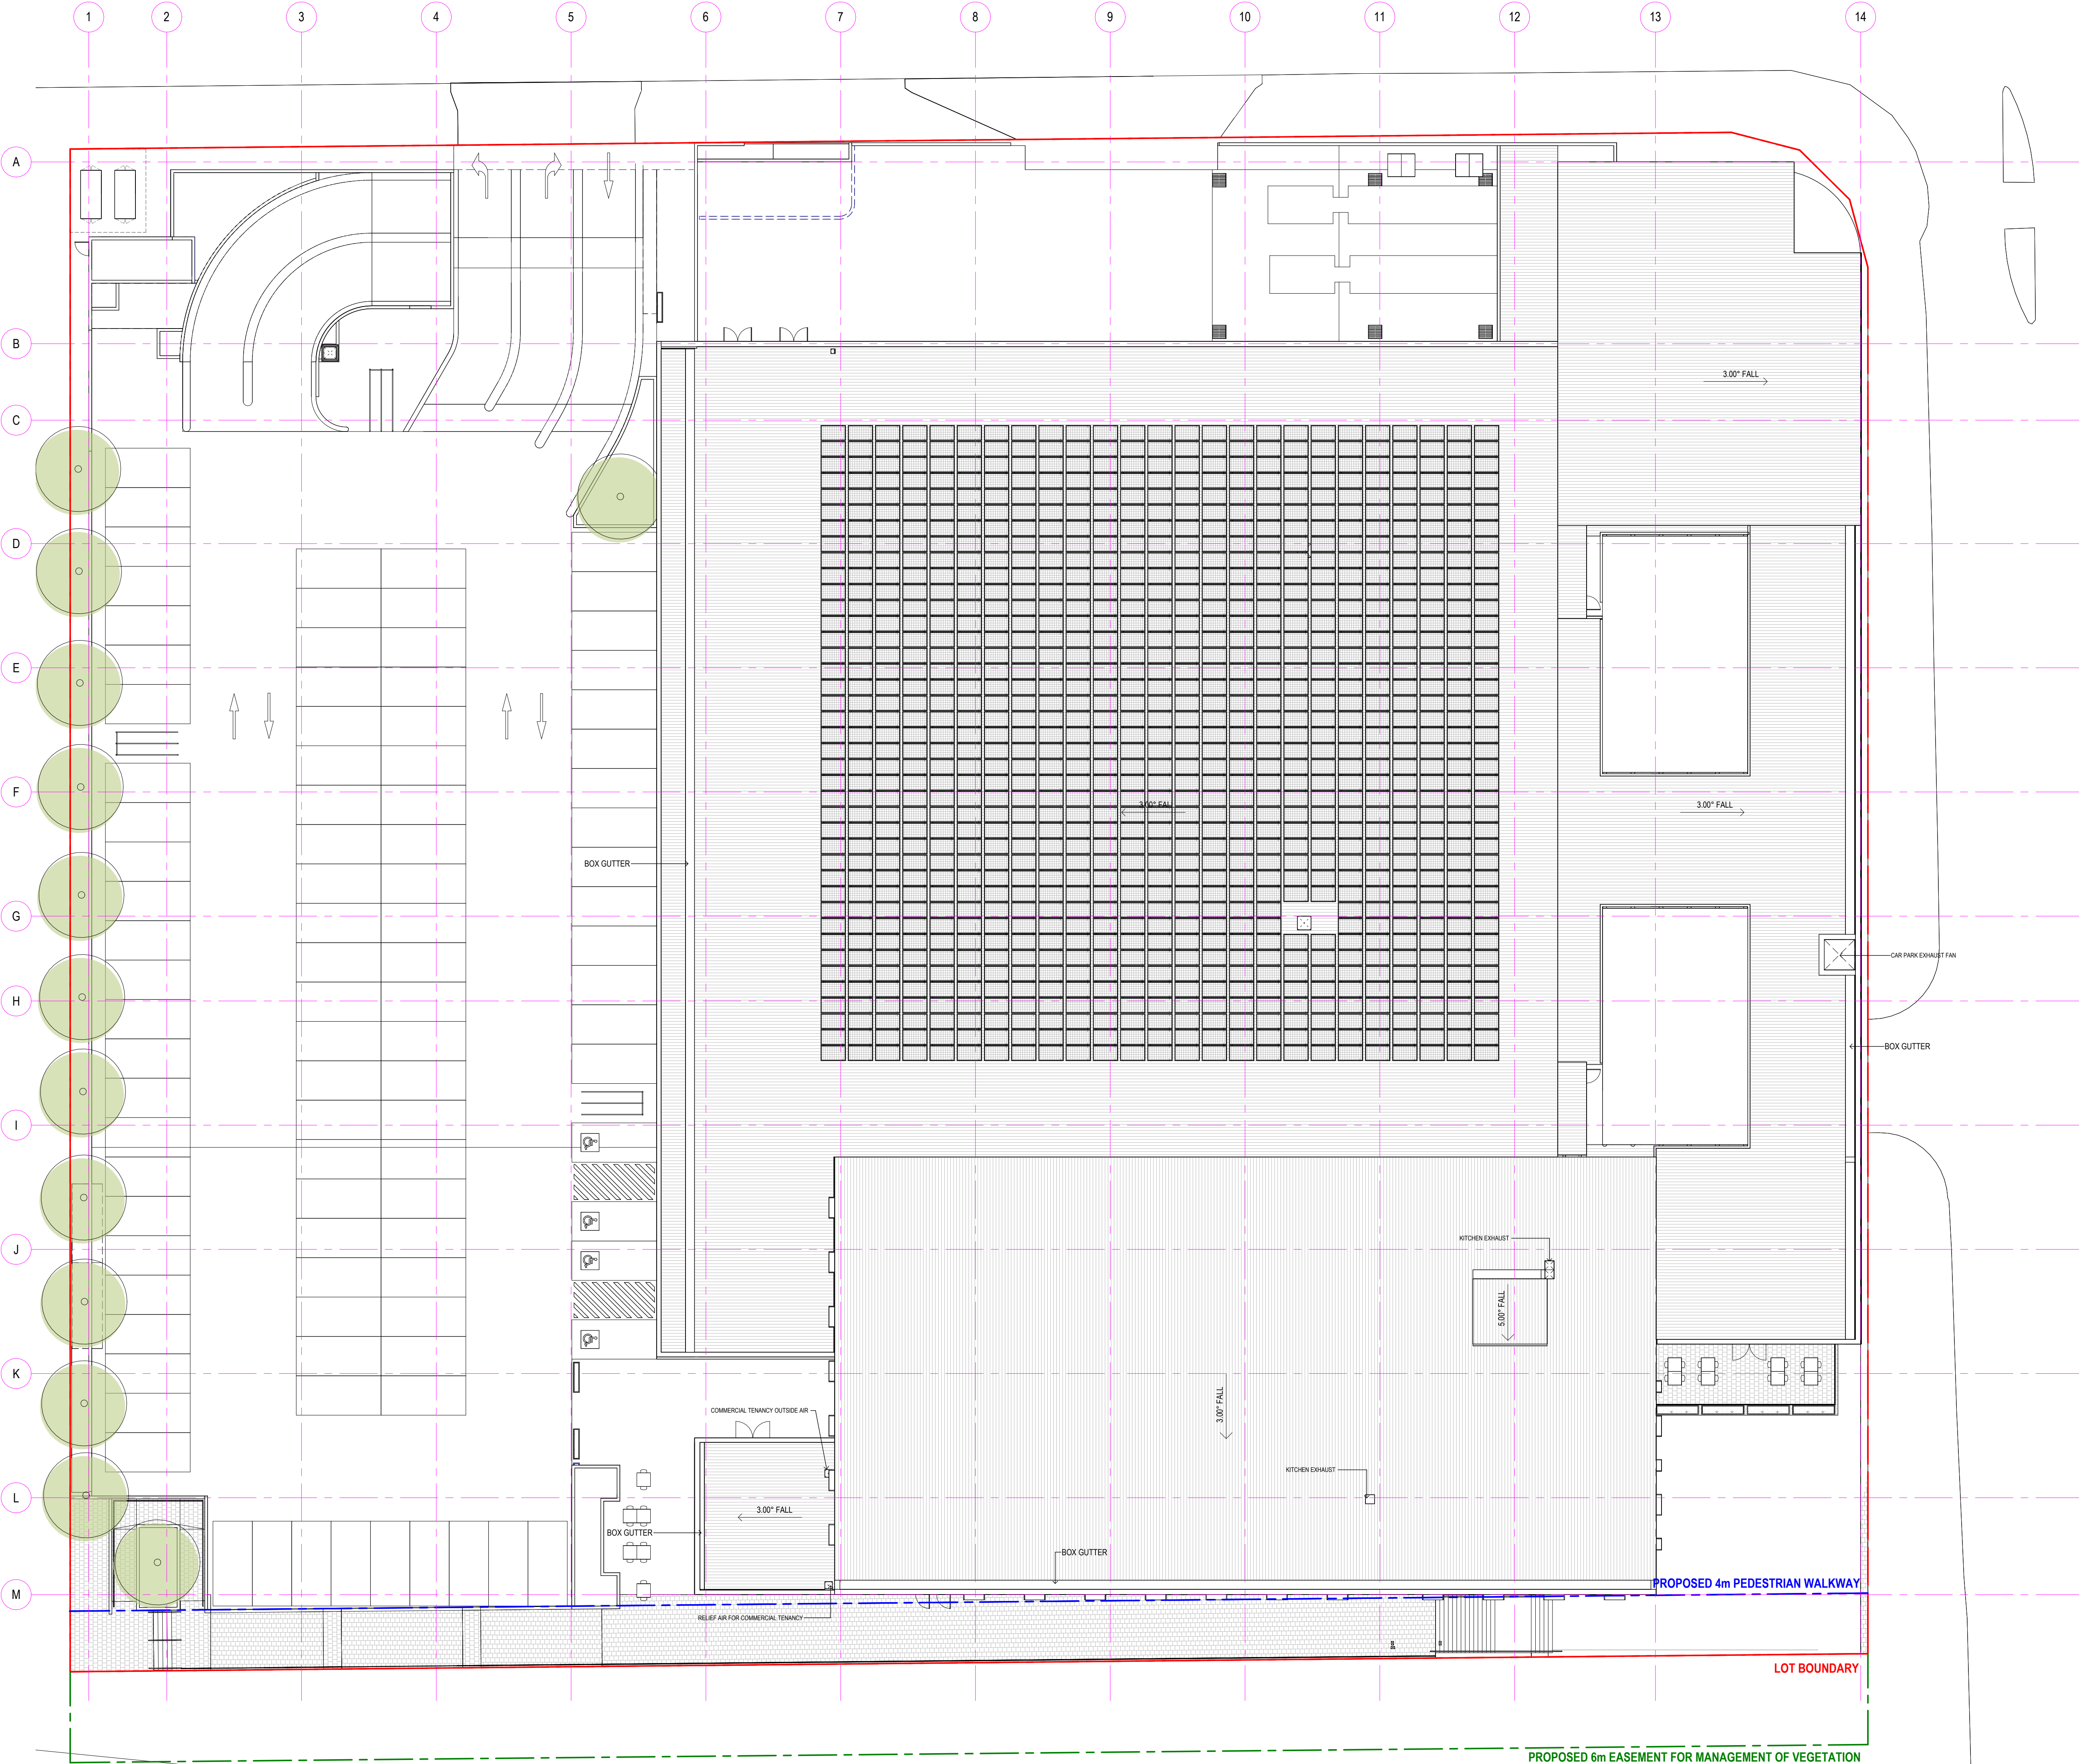 1 2 3 4 5 6 7 8 9 10 11 12 13 14
A
B
3.00° FALL
C
D
E
F
3.00° FALL
3.00° FALL
BOX GUTTER
G
CAR PARK EXHAUST FAN
H
BOX GUTTER
I
KITCHEN EXHAUST
J
5.00° FALL
K
3.00° FALL
COMMERCIAL TENANCY OUTSIDE AIR
KITCHEN EXHAUST
L
3.00° FALL
BOX GUTTER
BOX GUTTER
PROPOSED 4m PEDESTRIAN WALKWAY
M
RELIEF AIR FOR COMMERCIAL TENANCY
LOT BOUNDARY
PROPOSED 6m EASEMENT FOR MANAGEMENT OF VEGETATION